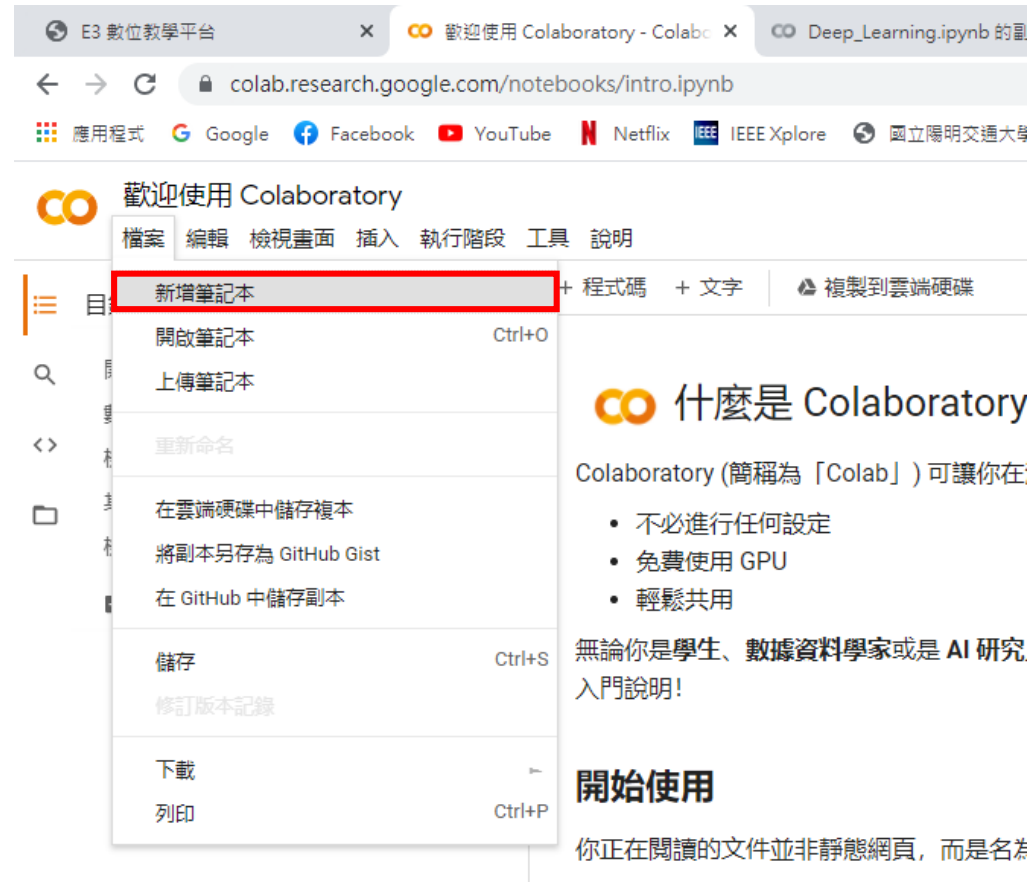 E3 數位教學平台
歡迎使用 Colaboratory - Colabo
Deep_Learning.ipynb 的副
colab.research.google.com/notebooks/intro.ipynb
應用程式 Google Facebook YouTube Netflix IEEE IEEE Xplore 國立陽明交通大學
歡迎使用 Colaboratory
檔案 編輯 檢視畫面 插入 執行階段 工具 說明
+ 程式碼 + 文字 複製到雲端硬碟
新增筆記本
開啟筆記本 Ctrl+O
上傳筆記本
重新命名
在雲端硬碟中儲存複本
將副本另存為 GitHub Gist
在 GitHub 中儲存副本
儲存 Ctrl+S
修訂版本記錄
下載
列印 Ctrl+P
目
什麼是 Colaboratory
Colaboratory (簡稱為「Colab」) 可讓你在
• 不必進行任何設定
• 免費使用 GPU
• 輕鬆共用
無論你是學生、數據資料學家或是 AI 研究
入門說明！
開始使用
你正在閱讀的文件並非靜態網頁，而是名為